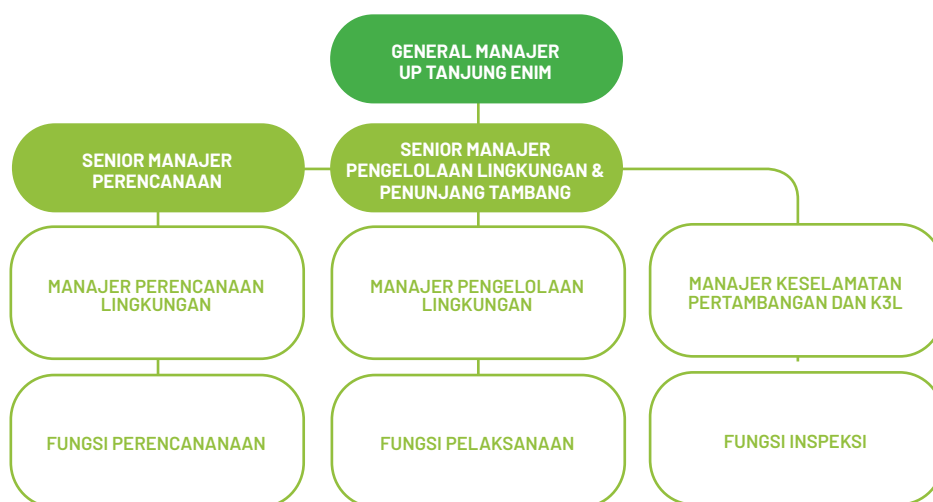 GENERAL MANAJER
UP TANJUNG ENIM
SENIOR MANAJER
PERENCANAAN
SENIOR MANAJER
PENGELOLAAN LINGKUNGAN &
PENUNJANG TAMBANG
MANAJER PERENCANAAN
LINGKUNGAN
MANAJER PENGELOLAAN
LINGKUNGAN
MANAJER KESELAMATAN
PERTAMBANGAN DAN K3L
FUNGSI PERENCANANAAN
FUNGSI PELAKSANAAN
FUNGSI INSPEKSI